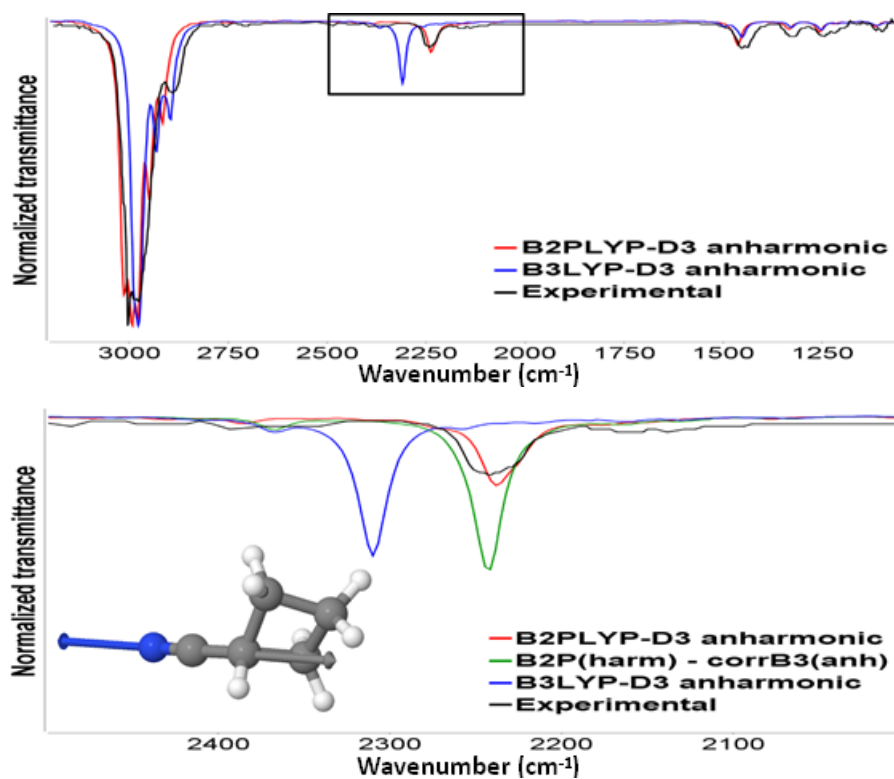 Normalized transmittance
B2PLYP-D3 anharmonic
B3LYP-D3 anharmonic
Experimental
3000 2750 2500 2250 2000 1750 1500 1250
Wavenumber (cm-1)
Normalized transmittance
B2PLYP-D3 anharmonic
B2P(harm) - corrB3(anh)
B3LYP-D3 anharmonic
Experimental
2400 2300 2200 2100
Wavenumber (cm-1)